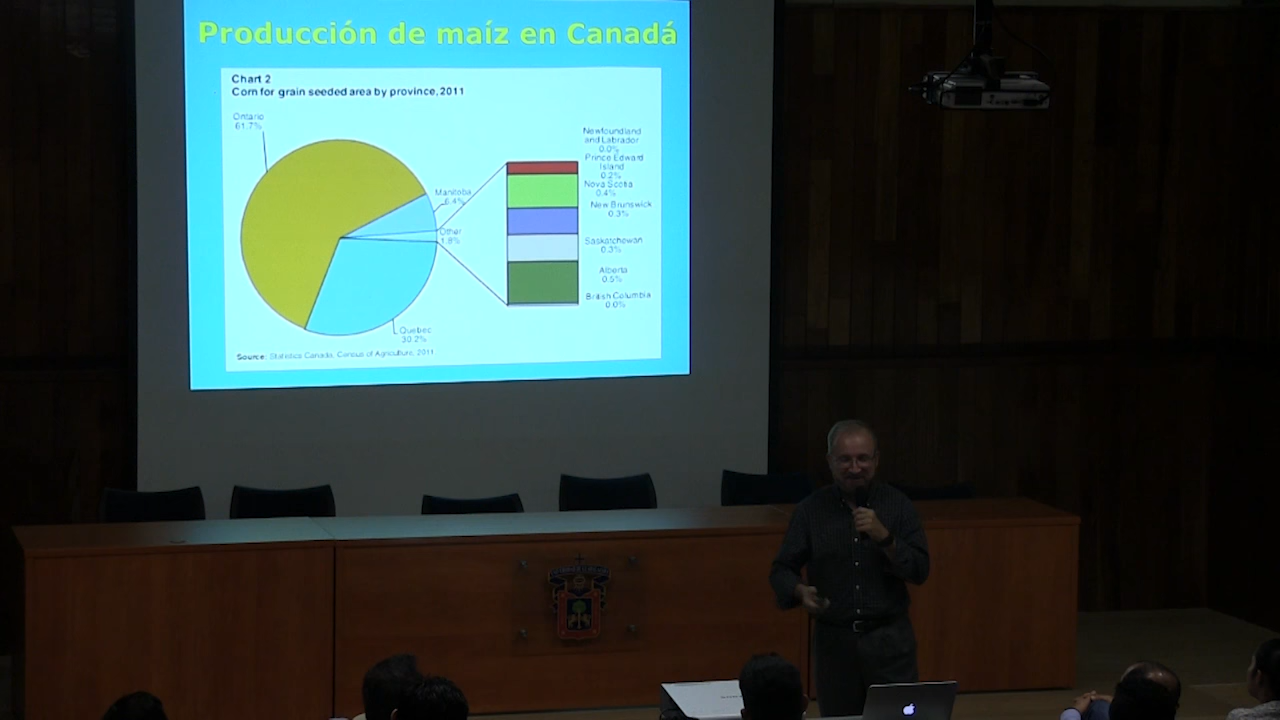 Producción de maíz en Canadá
Chart 2
Corn for grain seeded area by province, 2011
Ontario
61.7%
Manitoba
6.4%
Other
1.8%
Quebec
30.2%
Newfoundland
and Labrador
0.0%
Prince Edward
Island
0.2%
Nova Scotia
0.4%
New Brunswick
0.3%
Saskatchewan
0.3%
Alberta
0.5%
British Columbia
0.0%
Source: Statistics Canada, Census of Agriculture, 2011